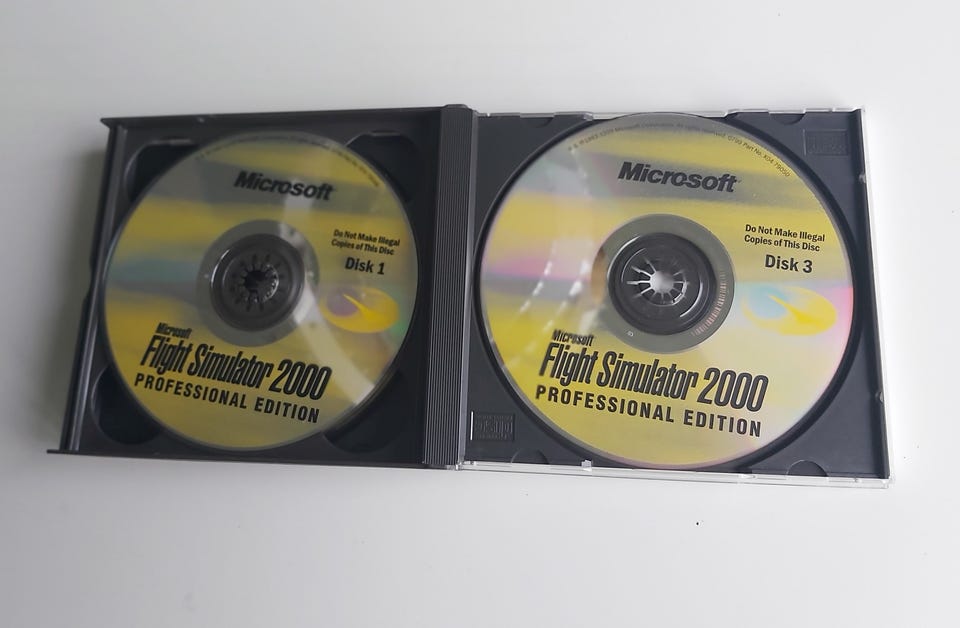 Microsoft
Do Not Make Illegal
Copies of This Disc
Disk 1
Microsoft
Flight Simulator 2000
PROFESSIONAL EDITION
Microsoft
Do Not Make Illegal
Copies of This Disc
Disk 3
Microsoft
Flight Simulator 2000
PROFESSIONAL EDITION